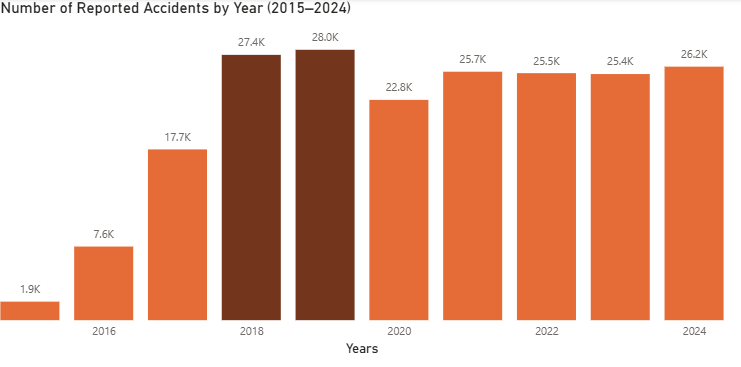 Number of Reported Accidents by Year (2015–2024)
28.0K
27.4K
26.2K
25.7K
25.5K
25.4K
22.8K
17.7K
7.6K
1.9K
2016
2018
2020
2022
2024
Years